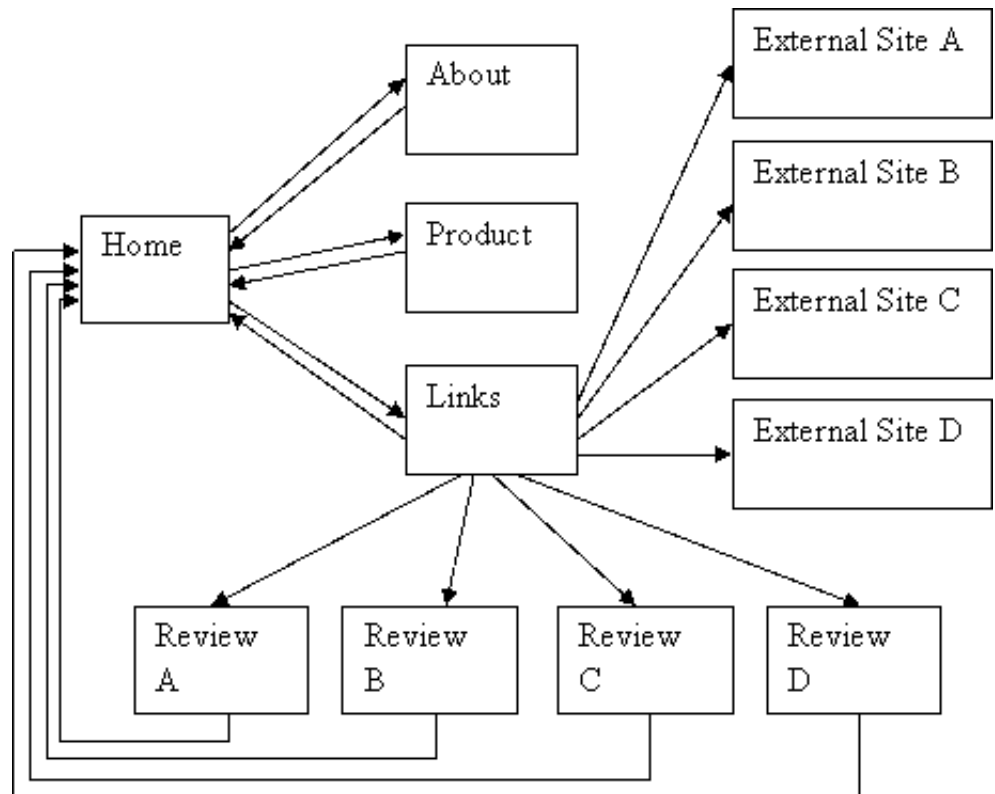 External Site A
About
External Site B
Home
Product
External Site C
Links
External Site D
Review
A
Review
B
Review
C
Review
D